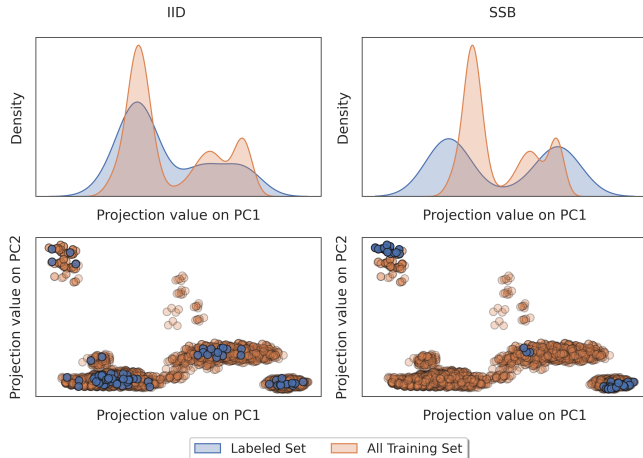 IID
SSB
Density
Density
Projection value on PC1
Projection value on PC1
Projection value on PC2
Projection value on PC2
Projection value on PC1
Projection value on PC1
Labeled Set
All Training Set